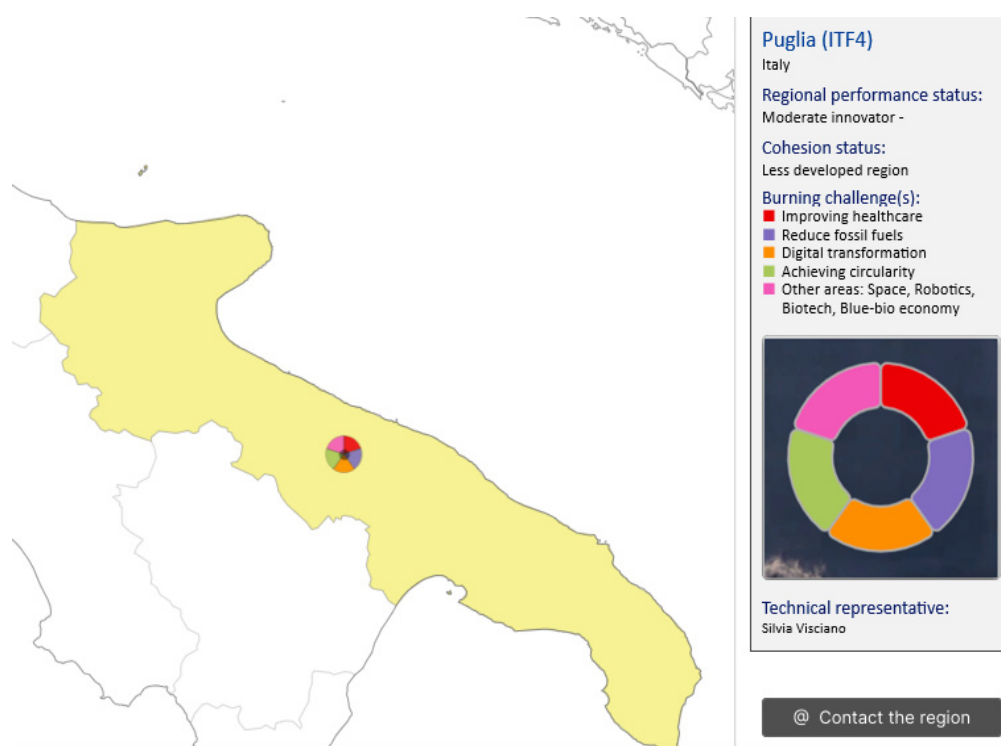 Puglia (ITF4)
Italy
Regional performance status:
Moderate innovator -
Cohesion status:
Less developed region
Burning challenge(s):
Improving healthcare
Reduce fossil fuels
Digital transformation
Achieving circularity
Other areas: Space, Robotics,
Biotech, Blue-bio economy
Technical representative:
Silvia Visciano
@ Contact the region